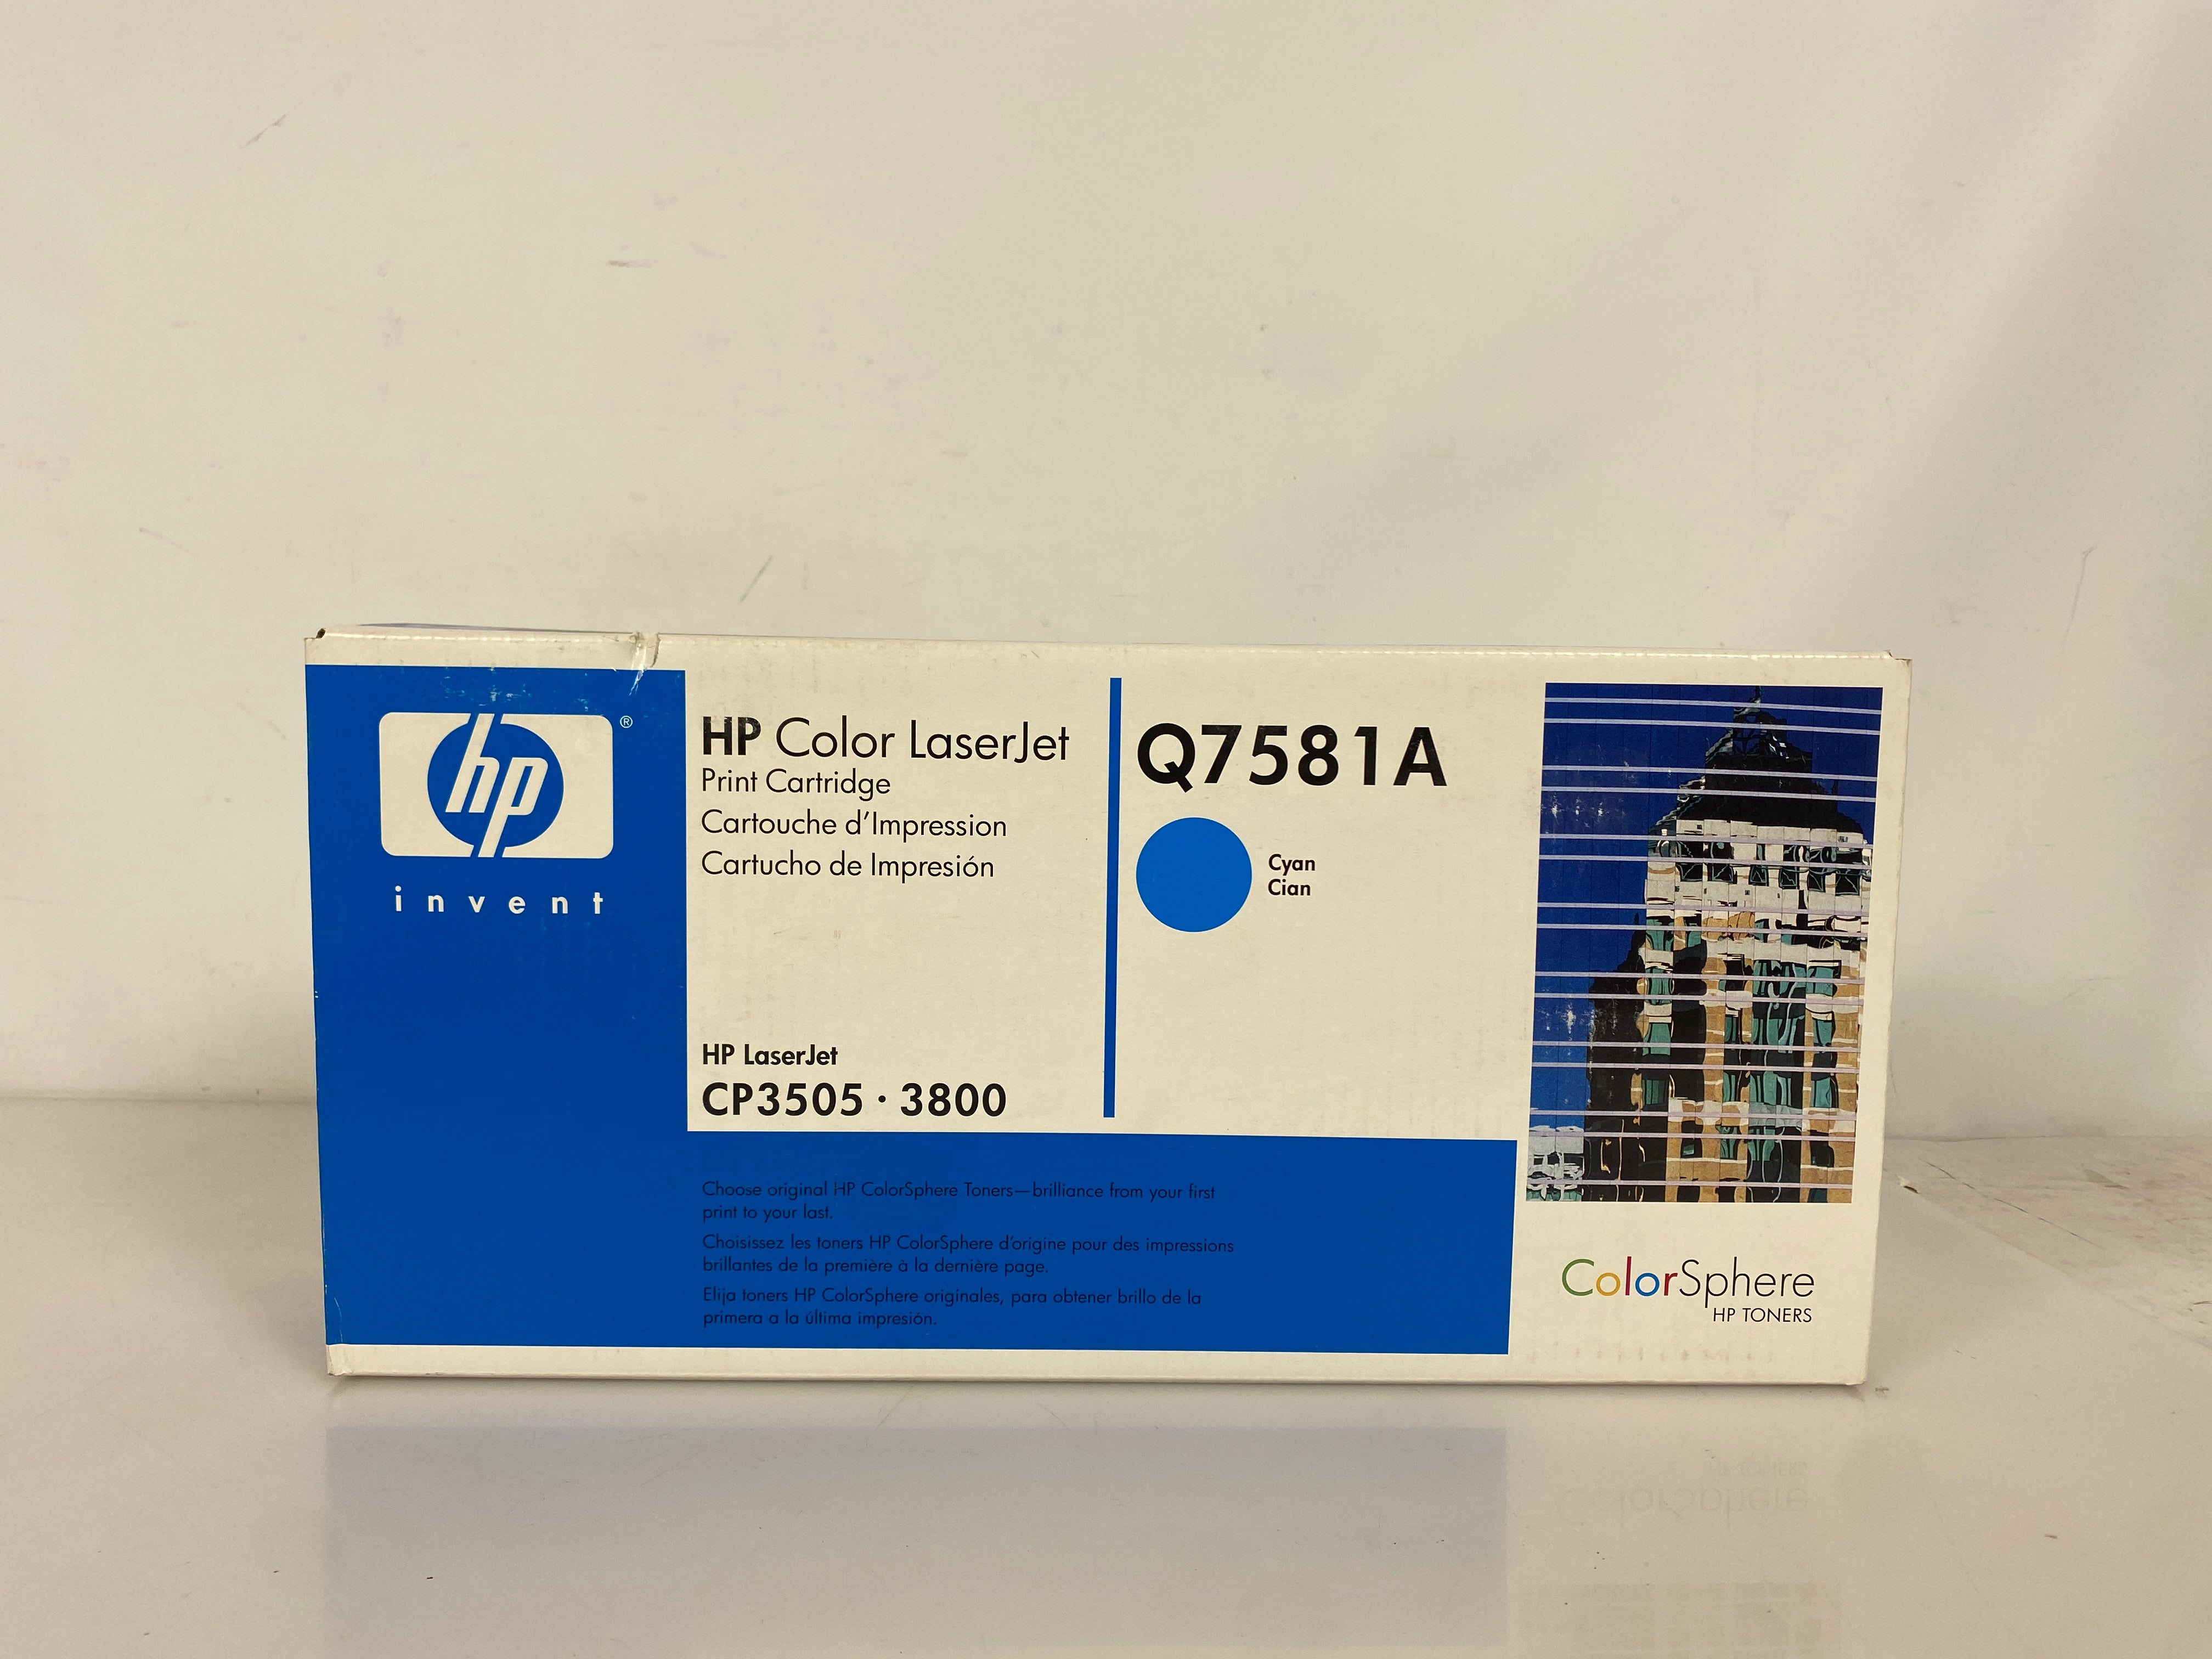 hp
®
invent
HP Color LaserJet
Print Cartridge
Cartouche d'Impression
Cartucho de Impresión
HP LaserJet
CP3505 · 3800
Q7581A
Cyan
Cian
Choose original HP ColorSphere Toners—brilliance from your first
print to your last.
Choisissez les toners HP ColorSphere d'origine pour des impressions
brillantes de la première à la dernière page.
Elija toners HP ColorSphere originales, para obtener brillo de la
primera a la última impresión.
ColorSphere
HP TONERS